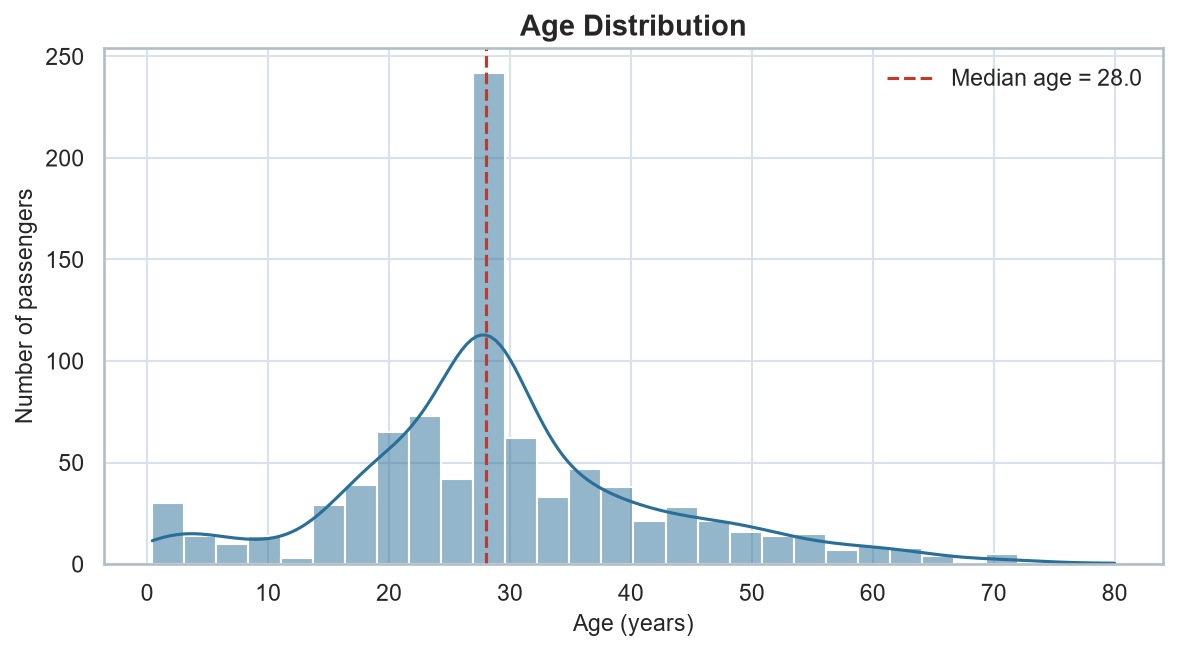 Age Distribution
Median age = 28.0
250
200
150
100
50
0
Number of passengers
0 10 20 30 40 50 60 70 80
Age (years)